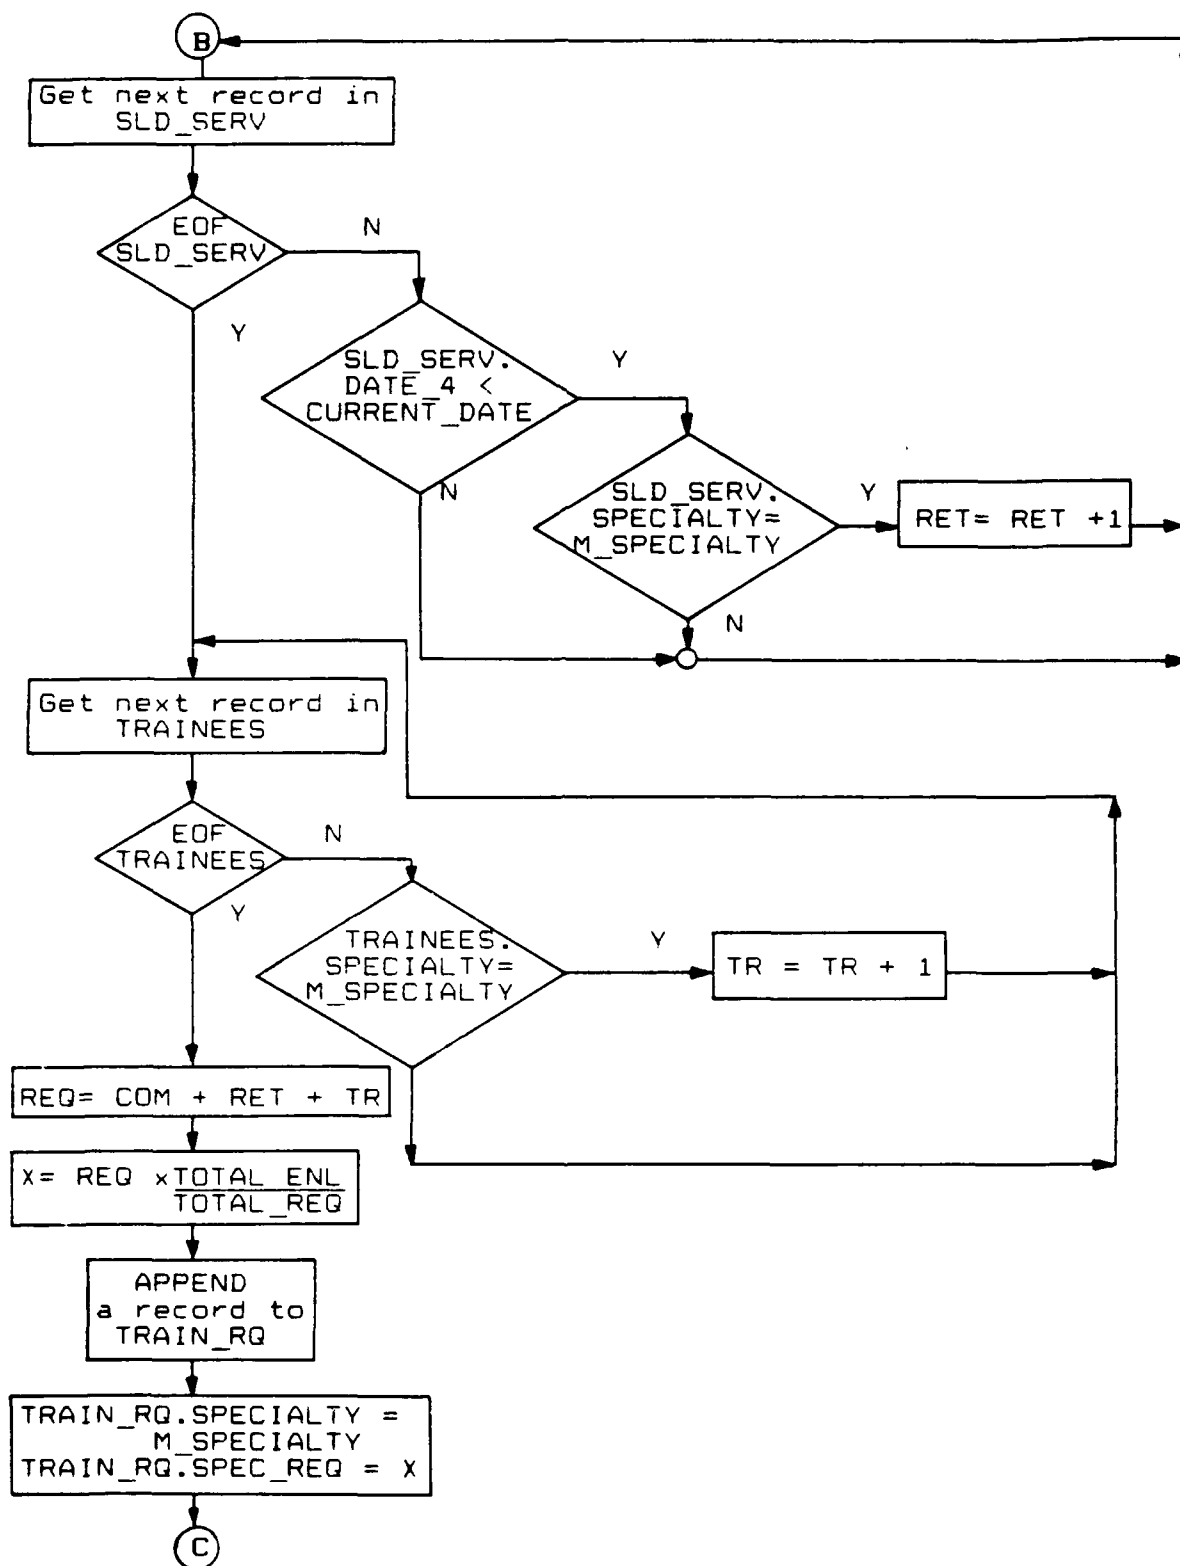 B
Get next record in
SLD_SERV
EOF
SLD_SERV
N
Y
SLD_SERV.
DATE_4 <
CURRENT_DATE
Y
N
SLD_SERV.
SPECIALTY=
M_SPECIALTY
Y
RET= RET +1
N
Get next record in
TRAINEES
EOF
TRAINEES
N
Y
TRAINEES.
SPECIALTY=
M_SPECIALTY
Y
TR = TR + 1
REQ= COM + RET + TR
X= REQ x TOTAL_ENL
TOTAL_REQ
APPEND
a record to
TRAIN_RQ
TRAIN_RQ.SPECIALTY =
M_SPECIALTY
TRAIN_RQ.SPEC_REQ = X
C